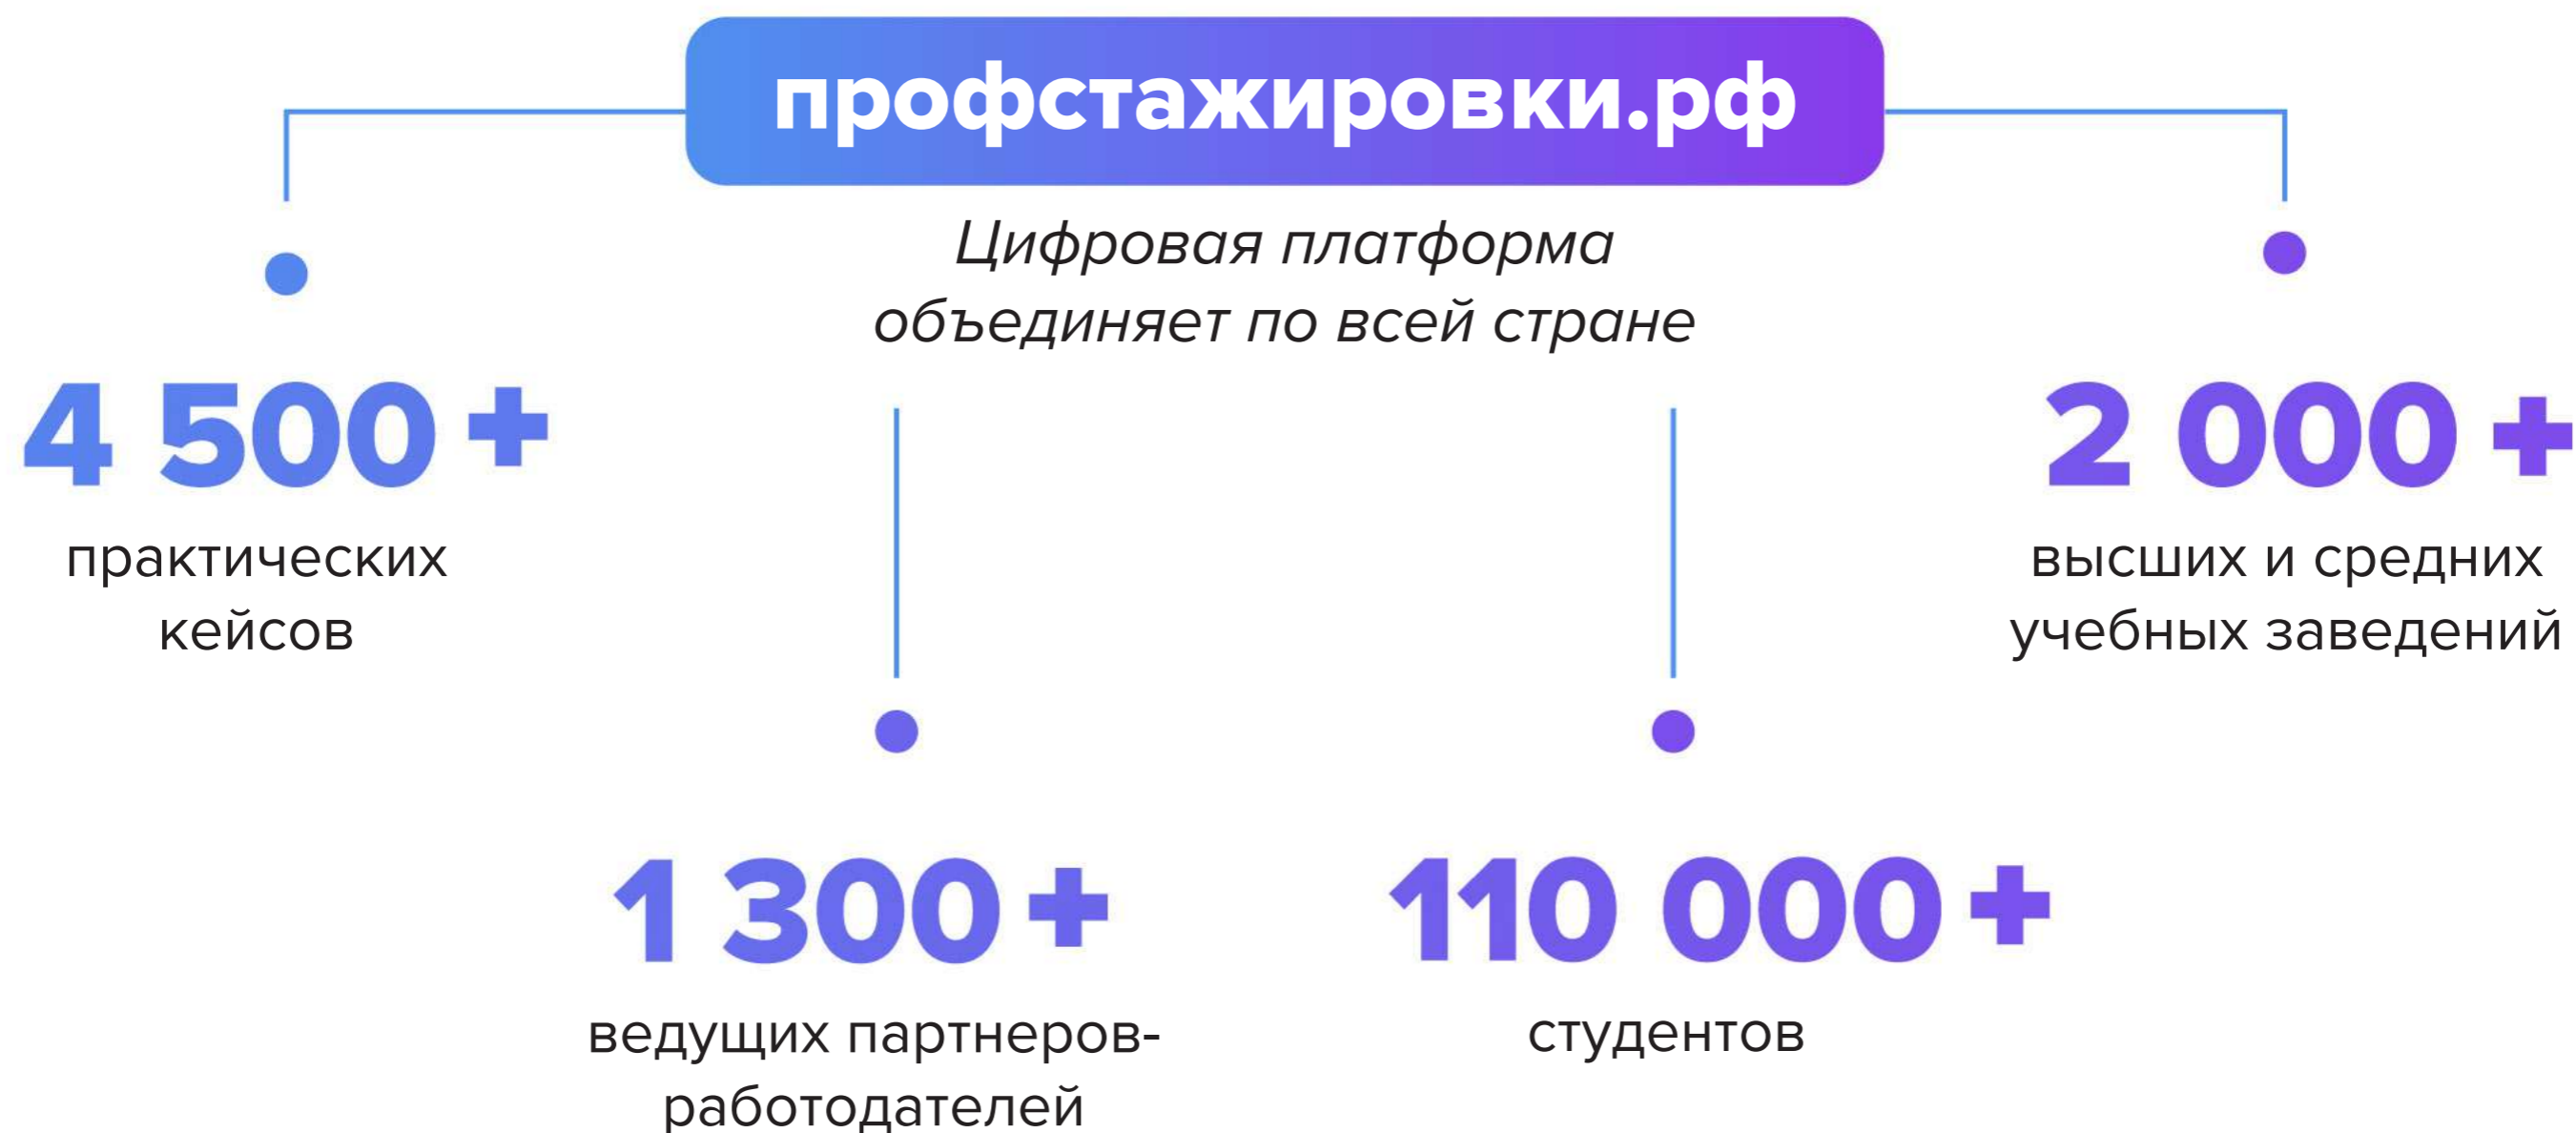 профстажировки.рф
Цифровая платформа
объединяет по всей стране
4 500 +
практических
кейсов
1 300 +
ведущих партнеров-
работодателей
110 000 +
студентов
2 000 +
высших и средних
учебных заведений